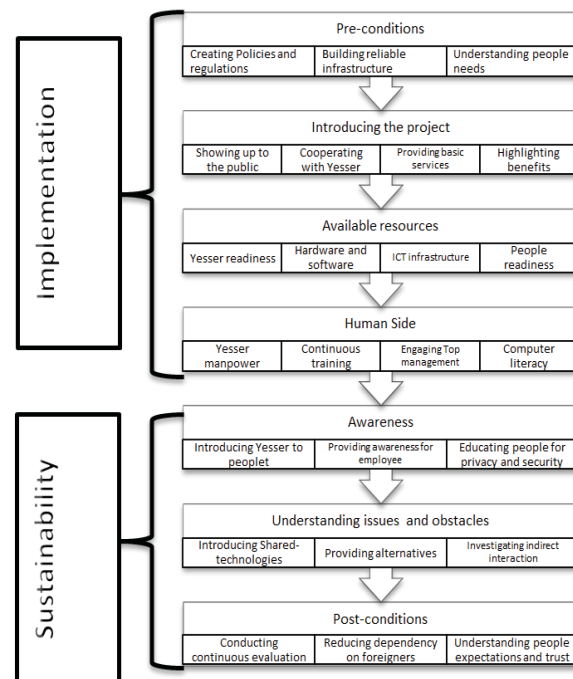 Implementation
Pre-conditions
Creating Policies and
regulations
Building reliable
infrastructure
Understanding people
needs
Introducing the project
Showing up to
the public
Cooperating
with Yesser
Providing basic
services
Highlighting
benefits
Available resources
Yesser readiness
Hardware and
software
ICT infrastructure
People
readiness
Human Side
Yesser
manpower
Continuous
training
Engaging Top
management
Computer
literacy
Sustainability
Awareness
Introducing Yesser to
peoplet
Providing awareness for
employee
Educating people for
privacy and security
Understanding issues and obstacles
Introducing Shared-
technologies
Providing alternatives
Investigating indirect
interaction
Post-conditions
Conducting
continuous evaluation
Reducing dependency
on foreigners
Understanding people
expectations and trust